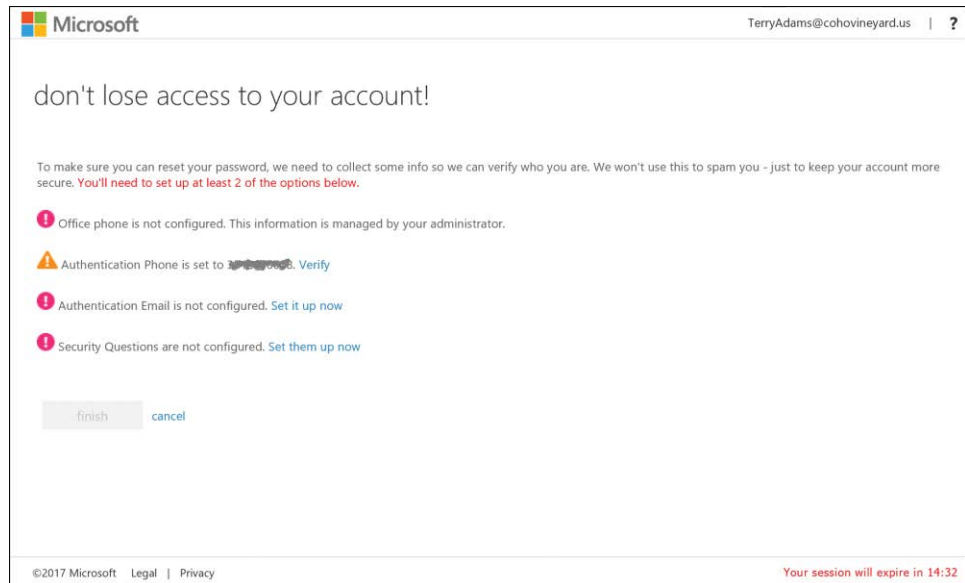 Microsoft
TerryAdams@cohovineyard.us | ?
don't lose access to your account!
To make sure you can reset your password, we need to collect some info so we can verify who you are. We won't use this to spam you - just to keep your account more
secure. You'll need to set up at least 2 of the options below.
Office phone is not configured. This information is managed by your administrator.
Authentication Phone is set to . Verify
Authentication Email is not configured. Set it up now
Security Questions are not configured. Set them up now
finish cancel
©2017 Microsoft Legal | Privacy
Your session will expire in 14:32